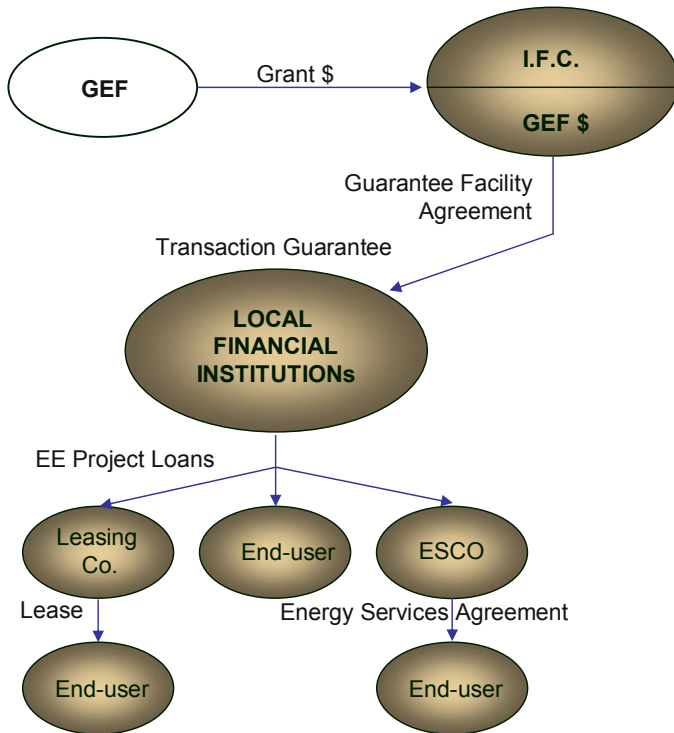 GEF
Grant $
I.F.C.
GEF $
Guarantee Facility
Agreement
Transaction Guarantee
LOCAL
FINANCIAL
INSTITUTIONs
EE Project Loans
Leasing
Co.
End-user
ESCO
Lease
Energy Services Agreement
End-user
End-user